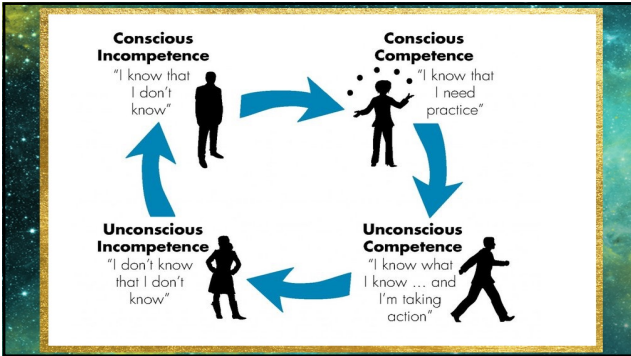 Conscious
Incompetence
“I know that
I don’t
know”
Conscious
Competence
“I know that
I need
practice”
Unconscious
Incompetence
“I don’t know
that I don’t
know”
Unconscious
Competence
“I know what
I know ... and
I’m taking
action”